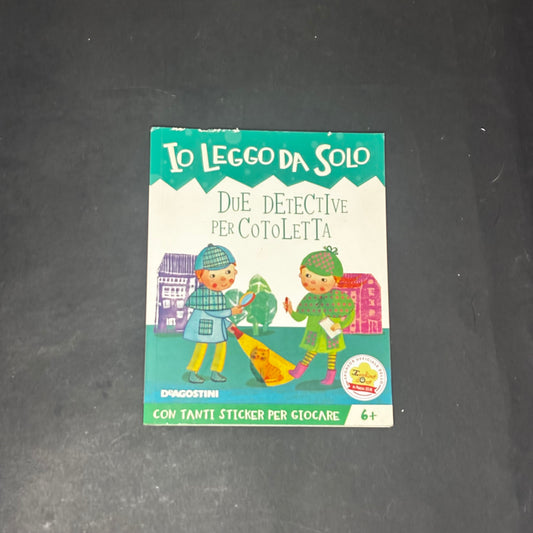 IO LEGGO DA SOLO
DUE DETECTIVE
PER COTOLETTA
DEAGOSTINI
CON TANTI STICKER PER GIOCARE
6+